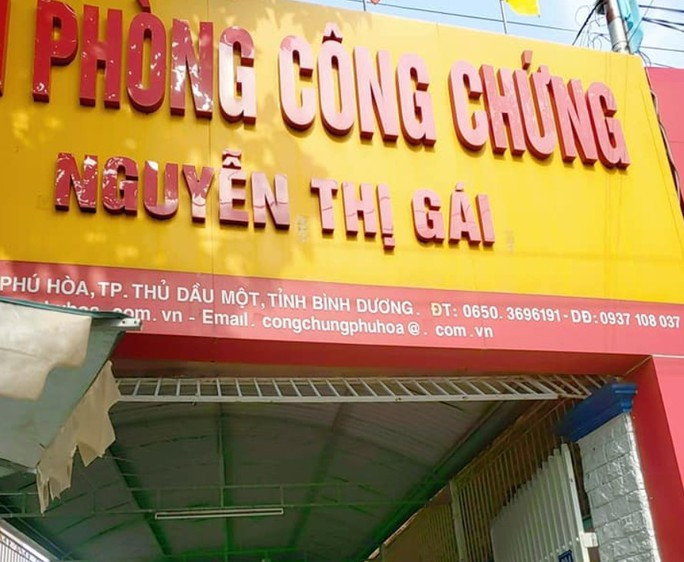 PHÒNG CÔNG CHỨNG
NGUYỄN THỊ GÁI
PHÚ HÒA, TP. THỦ DẦU MỘT, TỈNH BÌNH DƯƠNG. ĐT: 0650. 3696191 - DĐ: 0937 108 037
.com.vn - Email. congchungphuhoa@. com.vn